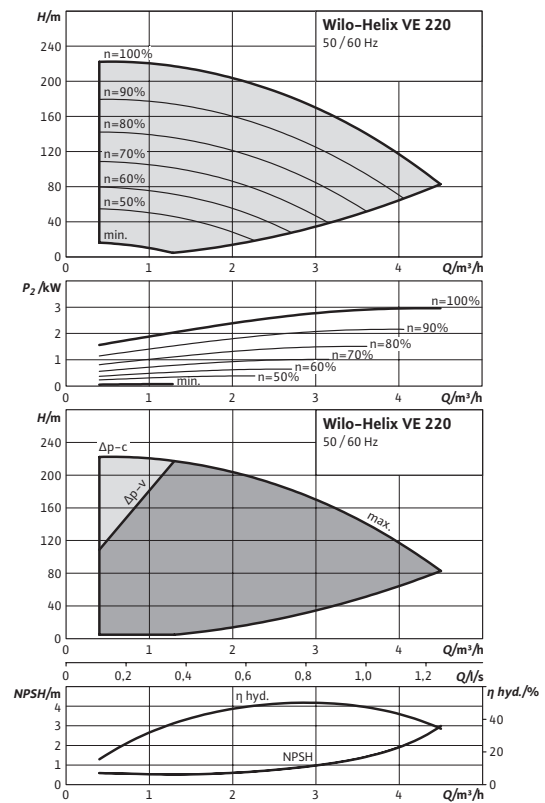 H/m
Wilo-Helix VE 220
50 / 60 Hz
n=100%
240
200
n=90%
160
n=80%
120
n=70%
80
n=60%
n=50%
40
min.
0
0 1 2 3 4 Q/m³/h
P₂ /kW
n=100%
3
n=90%
2
n=80%
n=70%
1
n=60%
n=50%
min.
0
0 1 2 3 4 Q/m³/h
H/m
Wilo-Helix VE 220
50 / 60 Hz
240
Δp-c
200
Δp-v
160
max.
120
80
40
0
0 1 2 3 4 Q/m³/h
0 0,2 0,4 0,6 0,8 1,0 1,2 Q/l/s
NPSH/m
η hyd./%
η hyd.
4
40
3
2
20
NPSH
1
0
0
0 1 2 3 4 Q/m³/h